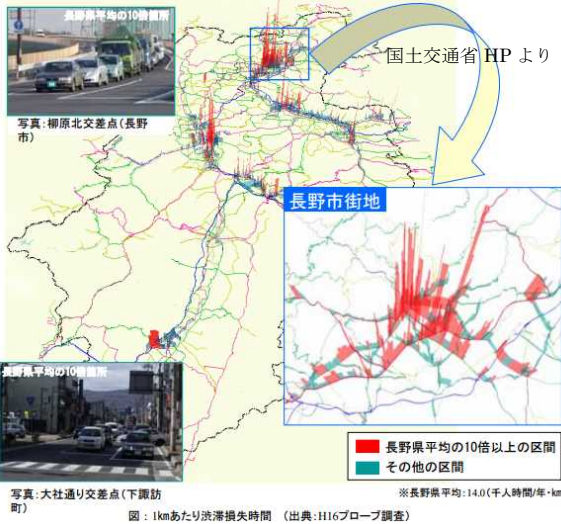 長野県平均の10倍箇所
国土交通省 HP より
写真：柳原北交差点（長野
市）
長野市街地
長野県平均の10倍箇所
長野県平均の10倍以上の区間
その他の区間
写真：大社通り交差点（下諏訪
町）
※長野県平均：14.0（千人時間/年・km
図：1kmあたり渋滞損失時間　（出典：H16プローブ調査）